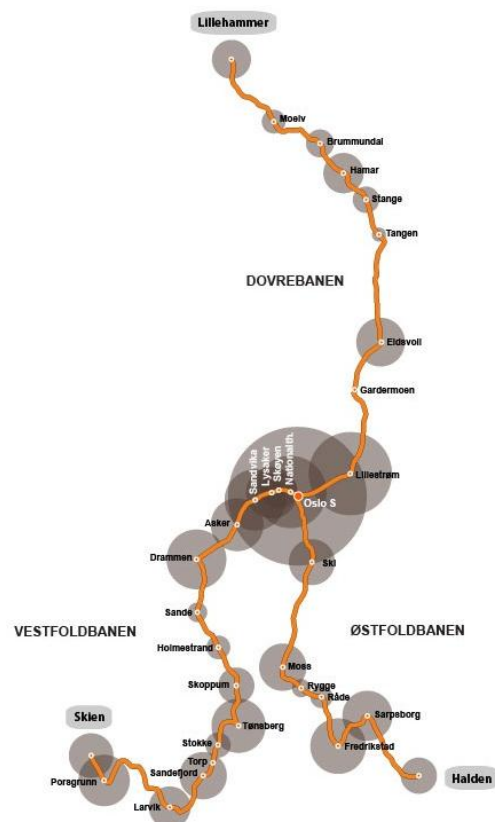 Lillehammer
Moelv
Brummundal
Hamar
Stange
Tangen
DOVREBANEN
Eidsvoll
Gardermoen
Sandvika
Lysaker
Skøyen
Nationalth.
Lillestrøm
Oslo S
Asker
Drammen
Ski
Sande
VESTFOLDBANEN
ØSTFOLDBANEN
Holmestrand
Moss
Skoppum
Rygge
Råde
Skien
Sarpsborg
Tønsberg
Stokke
Fredrikstad
Torp
Sandefjord
Halden
Porsgrunn
Larvik